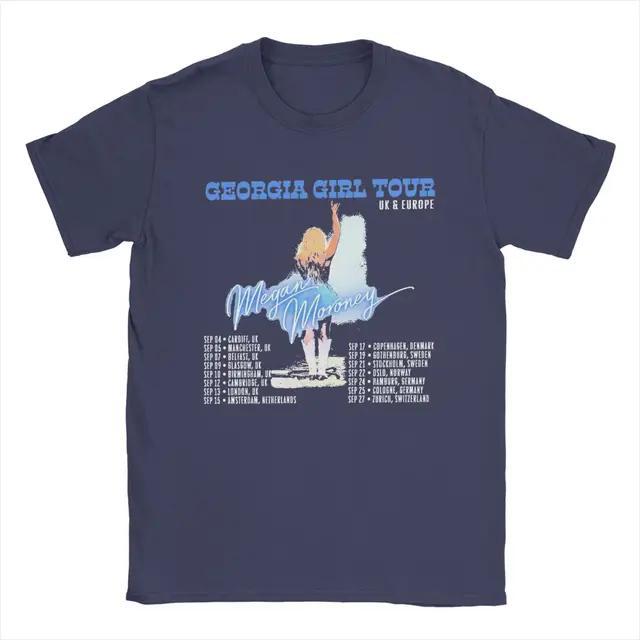 GEORGIA GIRL TOUR
UK & EUROPE
Megan
Moroney
SEP 04 • CARDIFF, UK
SEP 05 • MANCHESTER, UK
SEP 07 • BELFAST, UK
SEP 09 • GLASGOW, UK
SEP 10 • BIRMINGHAM, UK
SEP 12 • CAMBRIDGE, UK
SEP 13 • LONDON, UK
SEP 15 • AMSTERDAM, NETHERLANDS
SEP 17 • COPENHAGEN, DENMARK
SEP 19 • GOTHENBURG, SWEDEN
SEP 21 • STOCKHOLM, SWEDEN
SEP 22 • OSLO, NORWAY
SEP 24 • HAMBURG, GERMANY
SEP 25 • COLOGNE, GERMANY
SEP 27 • ZURICH, SWITZERLAND